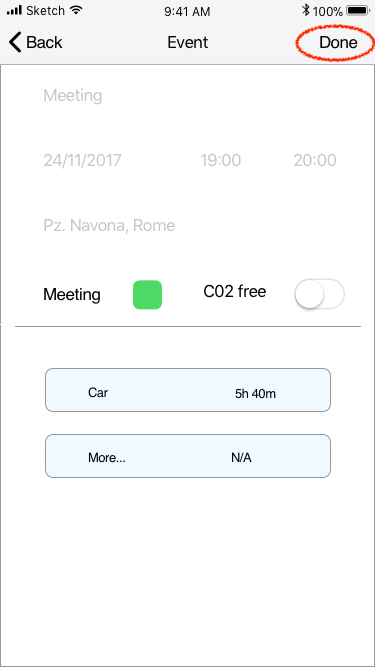 Sketch 9:41 AM 100%
Back Event Done
Meeting
24/11/2017 19:00 20:00
Pz. Navona, Rome
Meeting C02 free
Car 5h 40m
More... N/A